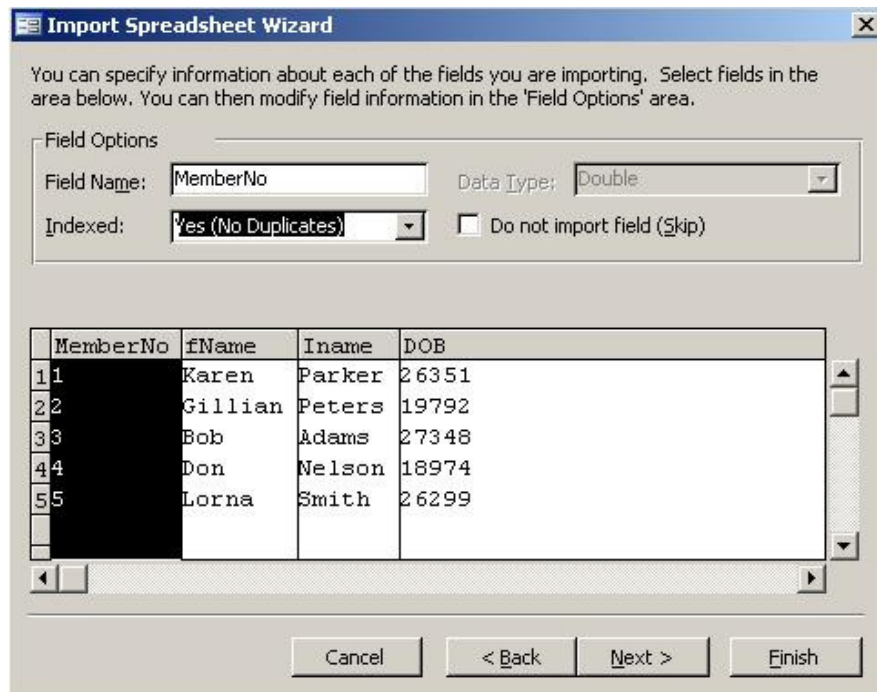 Import Spreadsheet Wizard
You can specify information about each of the fields you are importing. Select fields in the
area below. You can then modify field information in the 'Field Options' area.
Field Options
Field Name: MemberNo Data Type: Double
Indexed: Yes (No Duplicates) Do not import field (Skip)
MemberNo fName Iname DOB
1 1 Karen Parker 26351
2 2 Gillian Peters 19792
3 3 Bob Adams 27348
4 4 Don Nelson 18974
5 5 Lorna Smith 26299
Cancel < Back Next > Finish